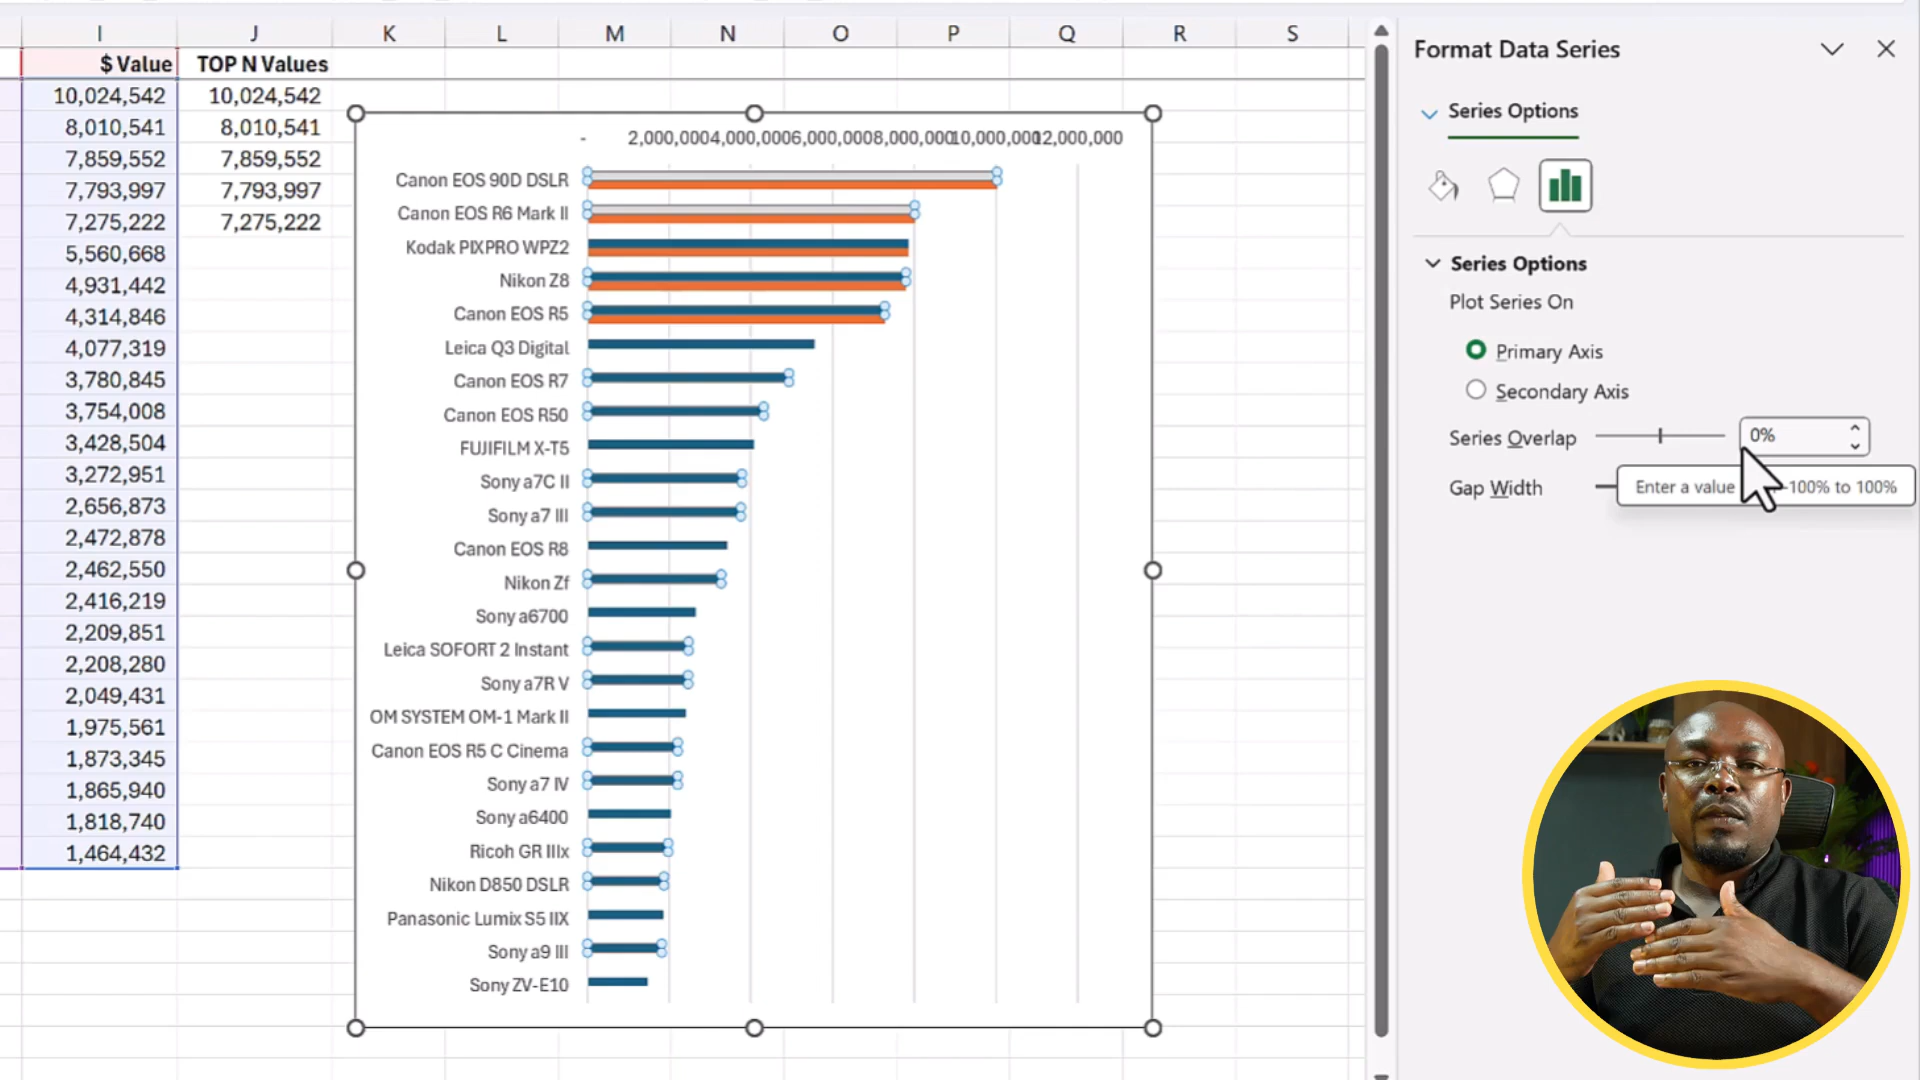 I J K L M N O P Q R S
$ Value TOP N Values
10,024,542 10,024,542
8,010,541 8,010,541
7,859,552 7,859,552
7,793,997 7,793,997
7,275,222 7,275,222
5,560,668
4,931,442
4,314,846
4,077,319
3,780,845
3,754,008
3,428,504
3,272,951
2,656,873
2,472,878
2,462,550
2,416,219
2,209,851
2,208,280
2,049,431
1,975,561
1,873,345
1,865,940
1,818,740
1,464,432
- 2,000,000 4,000,000 6,000,000 8,000,000 10,000,000 12,000,000
Canon EOS 90D DSLR
Canon EOS R6 Mark II
Kodak PIXPRO WPZ2
Nikon Z8
Canon EOS R5
Leica Q3 Digital
Canon EOS R7
Canon EOS R50
FUJIFILM X-T5
Sony a7C II
Sony a7 III
Canon EOS R8
Nikon Zf
Sony a6700
Leica SOFORT 2 Instant
Sony a7R V
OM SYSTEM OM-1 Mark II
Canon EOS R5 C Cinema
Sony a7 IV
Sony a6400
Ricoh GR IIIx
Nikon D850 DSLR
Panasonic Lumix S5 IIX
Sony a9 III
Sony ZV-E10
Format Data Series
Series Options
Series Options
Plot Series On
Primary Axis
Secondary Axis
Series Overlap 0%
Gap Width
Enter a value -100% to 100%